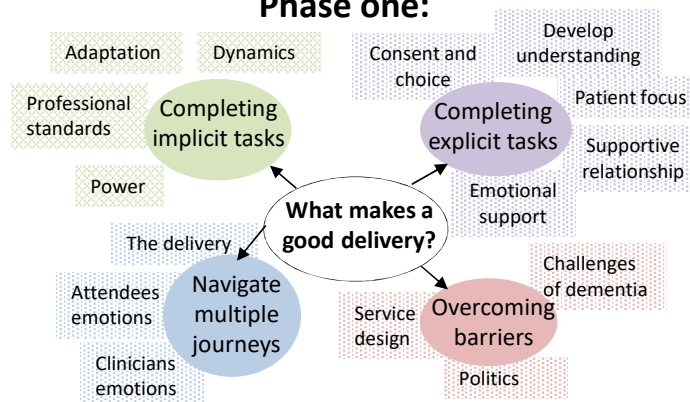 Phase one:
Adaptation
Dynamics
Professional
standards
Completing
implicit tasks
Power
Consent and
choice
Develop
understanding
Patient focus
Completing
explicit tasks
Supportive
relationship
Emotional
support
What makes a
good delivery?
The delivery
Attendees
emotions
Navigate
multiple
journeys
Clinicians
emotions
Challenges
of dementia
Service
design
Overcoming
barriers
Politics